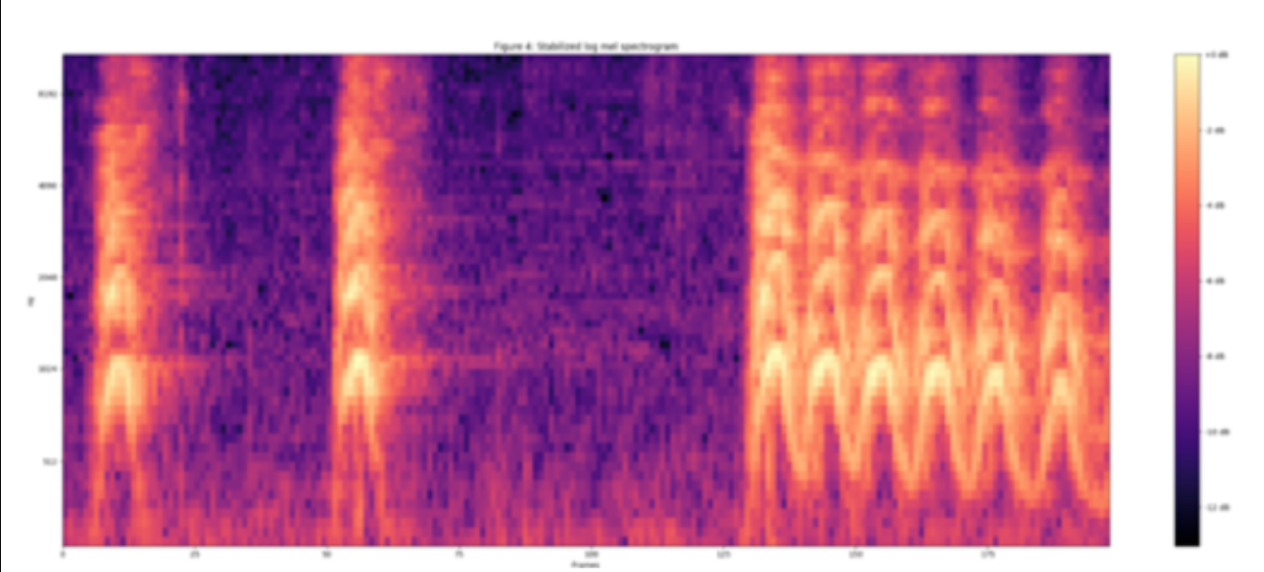 Figure 4: Stabilized log mel spectrogram
+0 dB
8192
-2 dB
4096
-4 dB
2048
-6 dB
Hz
1024
-8 dB
512
-10 dB
-12 dB
0 25 50 75 100 125 150 175
Frames